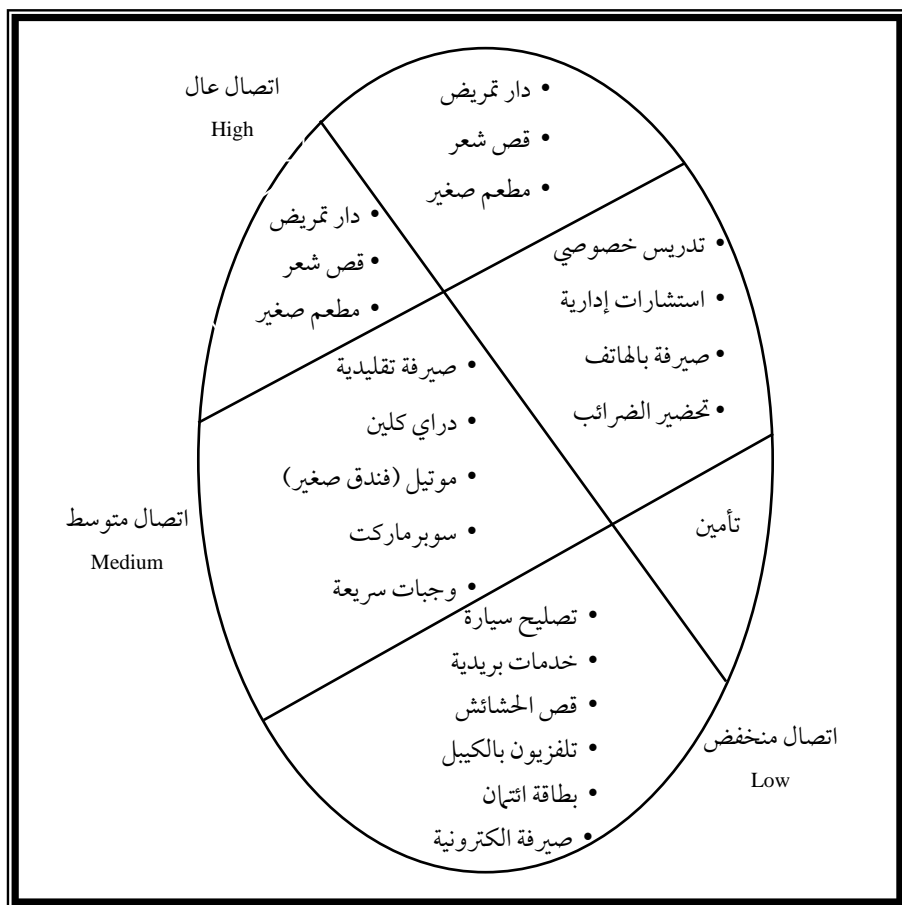 اتصال عال
High
• دار تمريض
• قص شعر
• مطعم صغير
• دار تمريض
• قص شعر
• مطعم صغير
• تدريس خصوصي
• استشارات إدارية
• صيرفة بالهاتف
• تحضير الضرائب
• صيرفة تقليدية
• دراي كلين
• موتيل (فندق صغير)
• سوبرماركت
• وجبات سريعة
اتصال متوسط
Medium
تأمين
• تصليح سيارة
• خدمات بريدية
• قص الحشائش
• تلفزيون بالكيبل
• بطاقة ائتمان
• صيرفة الكترونية
اتصال منخفض
Low